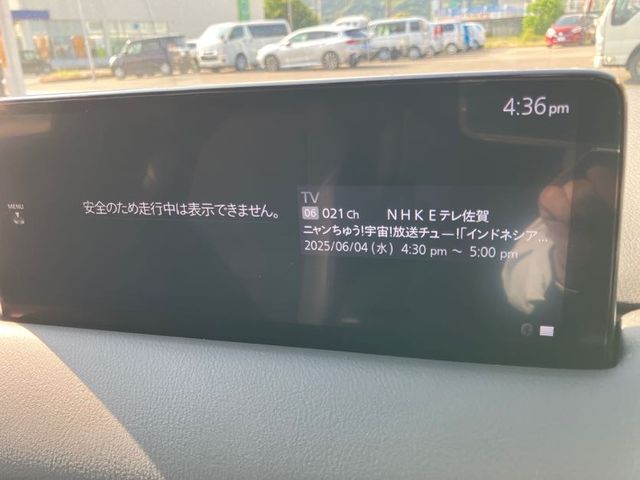 4:36 pm
MENU
安全のため走行中は表示できません。
TV
06 021 Ch ＮＨＫＥテレ佐賀
ニャンちゅう!宇宙!放送チュー!「インドネシア...
2025/06/04 (水) 4:30 pm ～ 5:00 pm